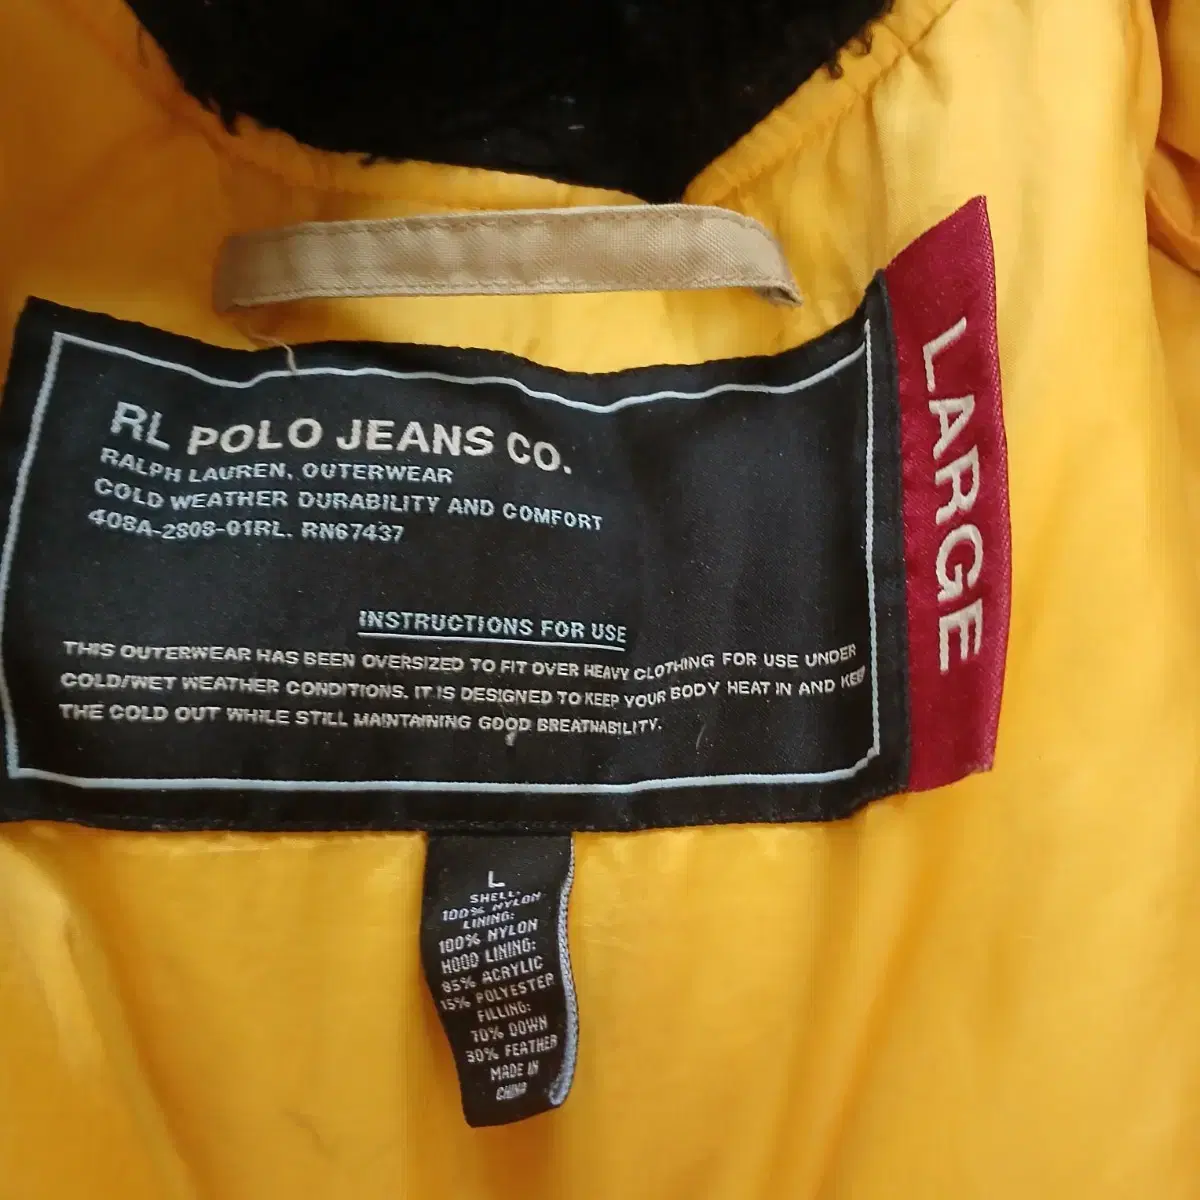 RL POLO JEANS CO.
RALPH LAUREN, OUTERWEAR
COLD WEATHER DURABILITY AND COMFORT
408A-2808-01RL. RN67437
INSTRUCTIONS FOR USE
THIS OUTERWEAR HAS BEEN OVERSIZED TO FIT OVER HEAVY CLOTHING FOR USE UNDER
COLD/WET WEATHER CONDITIONS. IT IS DESIGNED TO KEEP YOUR BODY HEAT IN AND KEEP
THE COLD OUT WHILE STILL MAINTAINING GOOD BREATHABILITY.
LARGE
L
SHELL:
100% NYLON
LINING:
100% NYLON
HOOD LINING:
85% ACRYLIC
15% POLYESTER
FILLING:
70% DOWN
30% FEATHER
MADE IN
CHINA